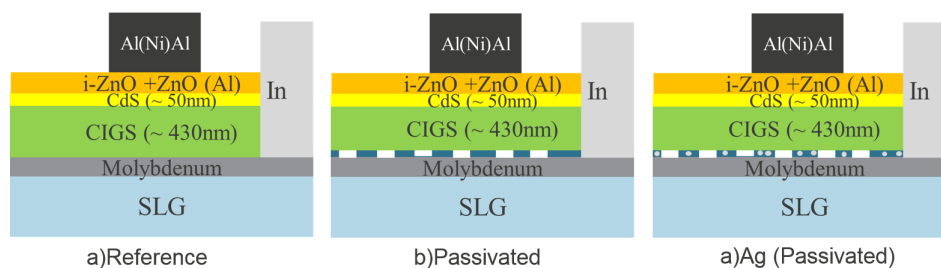 Al(Ni)Al
i-ZnO +ZnO (Al)
CdS (~ 50nm)
CIGS (~ 430nm)
Molybdenum
SLG
In
a)Reference
Al(Ni)Al
i-ZnO +ZnO (Al)
CdS (~ 50nm)
CIGS (~ 430nm)
Molybdenum
SLG
In
b)Passivated
Al(Ni)Al
i-ZnO +ZnO (Al)
CdS (~ 50nm)
CIGS (~ 430nm)
Molybdenum
SLG
In
a)Ag (Passivated)